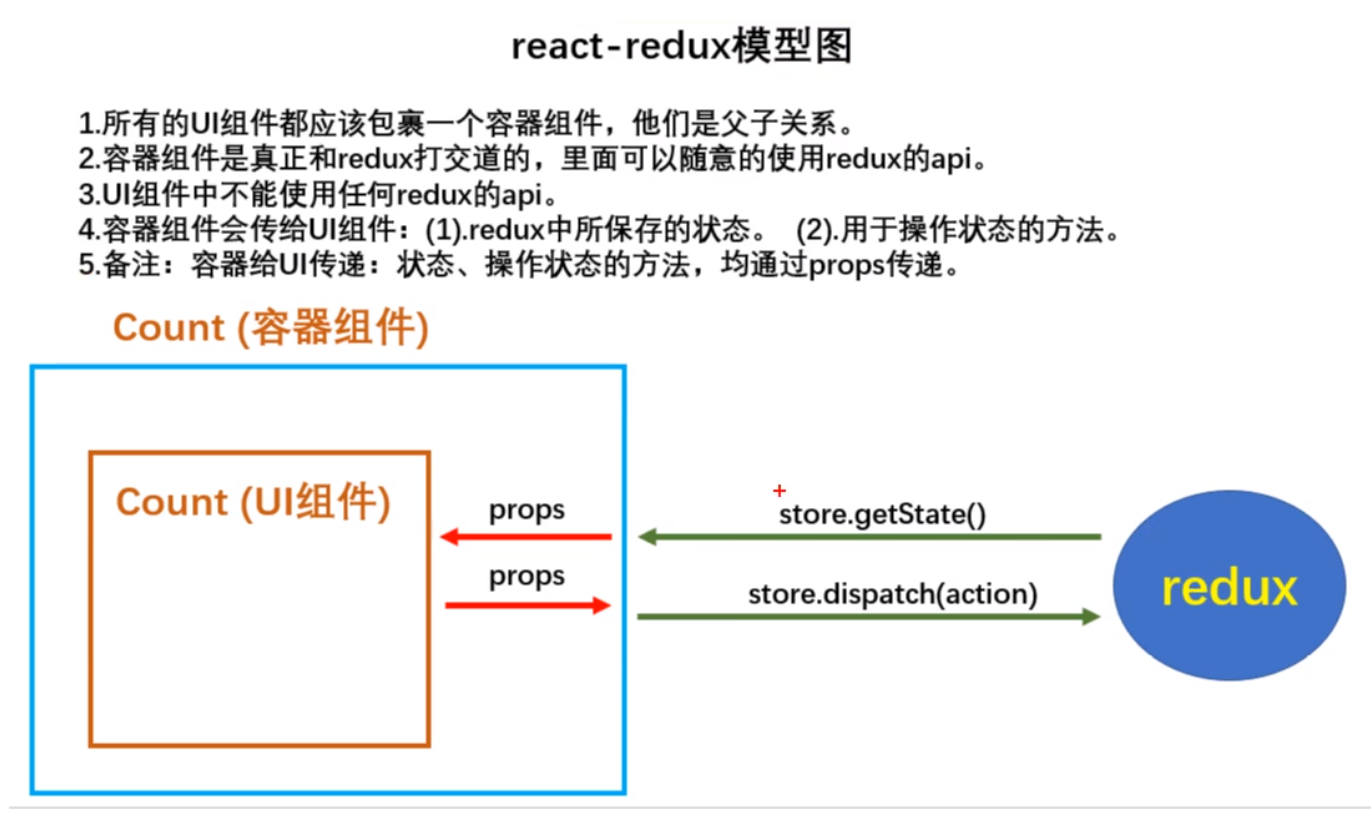 react-redux模型图
1.所有的UI组件都应该包裹一个容器组件，他们是父子关系。
2.容器组件是真正和redux打交道的，里面可以随意的使用redux的api。
3.UI组件中不能使用任何redux的api。
4.容器组件会传给UI组件：(1).redux中所保存的状态。 (2).用于操作状态的方法。
5.备注：容器给UI传递：状态、操作状态的方法，均通过props传递。
Count (容器组件)
Count (UI组件)
props
store.getState()
props
store.dispatch(action)
redux